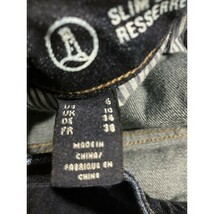 SLIM
RESSERRÉ
US 6
UK 10
DE 36
FR 38
MADE IN
CHINA/
FABRIQUÉ EN
CHINE